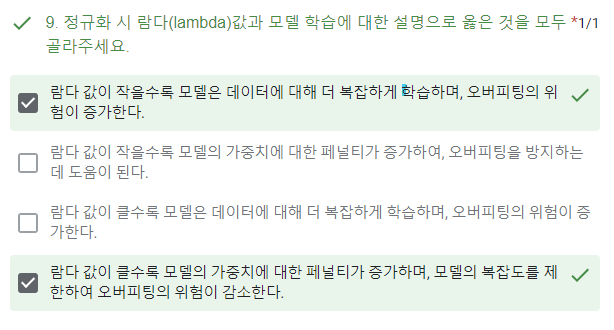 9. 정규화 시 람다(lambda)값과 모델 학습에 대한 설명으로 옳은 것을 모두 *1/1
골라주세요.
람다 값이 작을수록 모델은 데이터에 대해 더 복잡하게 학습하며, 오버피팅의 위
험이 증가한다.
람다 값이 작을수록 모델의 가중치에 대한 페널티가 증가하여, 오버피팅을 방지하는
데 도움이 된다.
람다 값이 클수록 모델은 데이터에 대해 더 복잡하게 학습하며, 오버피팅의 위험이 증
가한다.
람다 값이 클수록 모델의 가중치에 대한 페널티가 증가하며, 모델의 복잡도를 제
한하여 오버피팅의 위험이 감소한다.